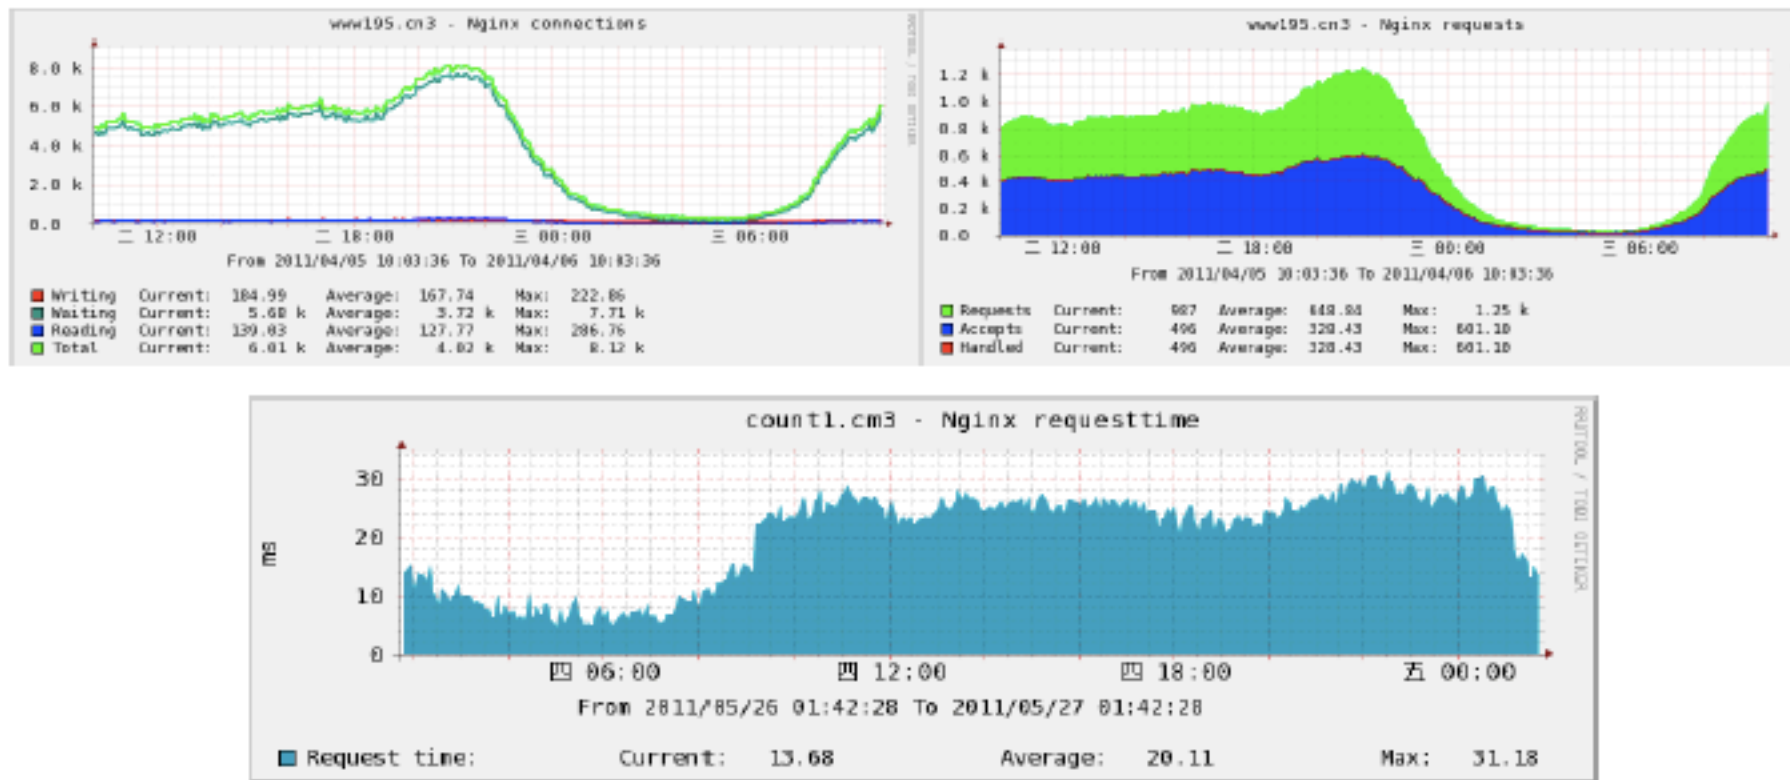 www195.cm3 - Nginx connections
8.0 k
6.0 k
4.0 k
2.0 k
0.0
二 12:00 二 18:00 三 00:00 三 06:00
From 2011/04/05 10:03:36 To 2011/04/06 10:03:36
Writing Current: 184.99 Average: 167.74 Max: 222.86
Waiting Current: 5.68 k Average: 3.72 k Max: 7.71 k
Reading Current: 139.03 Average: 127.77 Max: 286.76
Total Current: 6.01 k Average: 4.02 k Max: 8.12 k
RRDTOOL / TOBI OETIKER
www195.cm3 - Nginx requests
1.2 k
1.0 k
0.8 k
0.6 k
0.4 k
0.2 k
0.0
二 12:00 二 18:00 三 00:00 三 06:00
From 2011/04/05 10:03:36 To 2011/04/06 10:03:36
Requests Current: 987 Average: Max: 1.25 k
Accepts Current: 496 Average: 328.43 Max: 601.10
Handled Current: 496 Average: 328.43 Max: 601.10
count1.cm3 - Nginx requesttime
RRDTOOL / TOBI OETIKER
ms
30
20
10
0
四 06:00 四 12:00 四 18:00 五 00:00
From 2011/05/26 01:42:28 To 2011/05/27 01:42:28
Request time: Current: 13.68 Average: 20.11 Max: 31.18